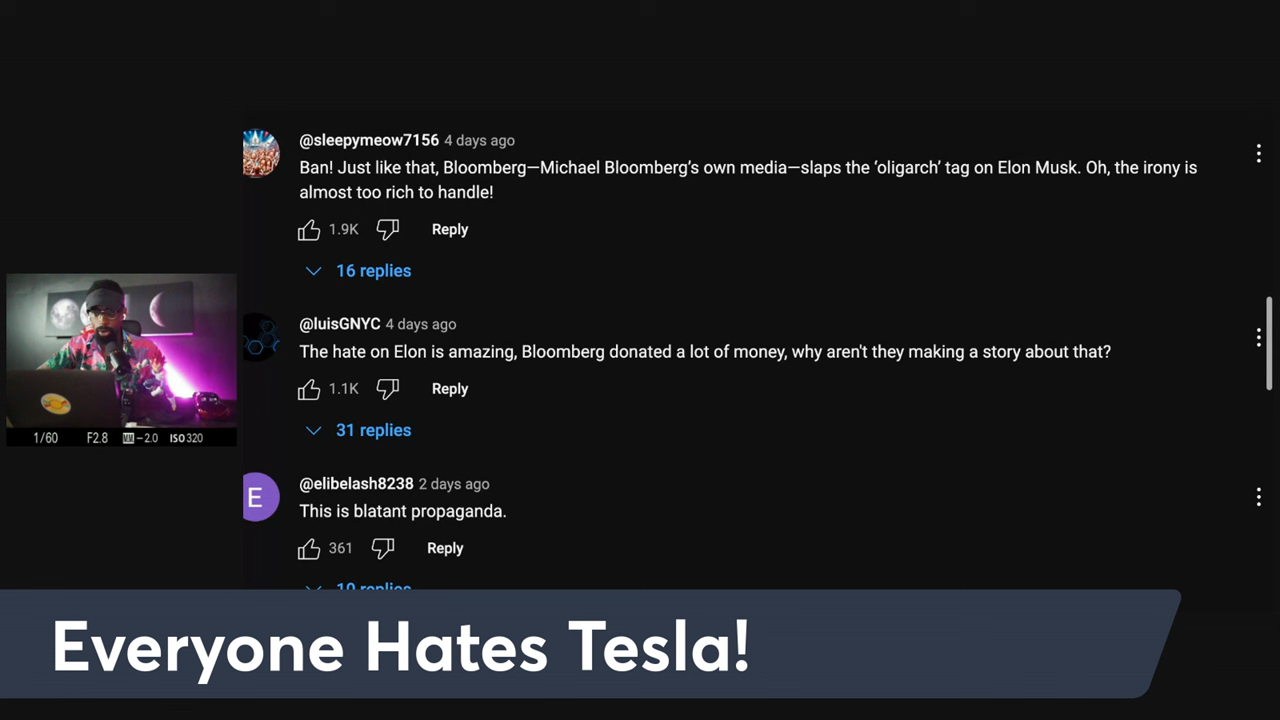 @sleepymeow7156 4 days ago
Ban! Just like that, Bloomberg—Michael Bloomberg’s own media—slaps the ‘oligarch’ tag on Elon Musk. Oh, the irony is
almost too rich to handle!
1.9K Reply
16 replies
@luisGNYC 4 days ago
The hate on Elon is amazing, Bloomberg donated a lot of money, why aren't they making a story about that?
1.1K Reply
31 replies
1/60 F2.8 MM -2.0 ISO 320
E
@elibelash8238 2 days ago
This is blatant propaganda.
361 Reply
10 replies
Everyone Hates Tesla!